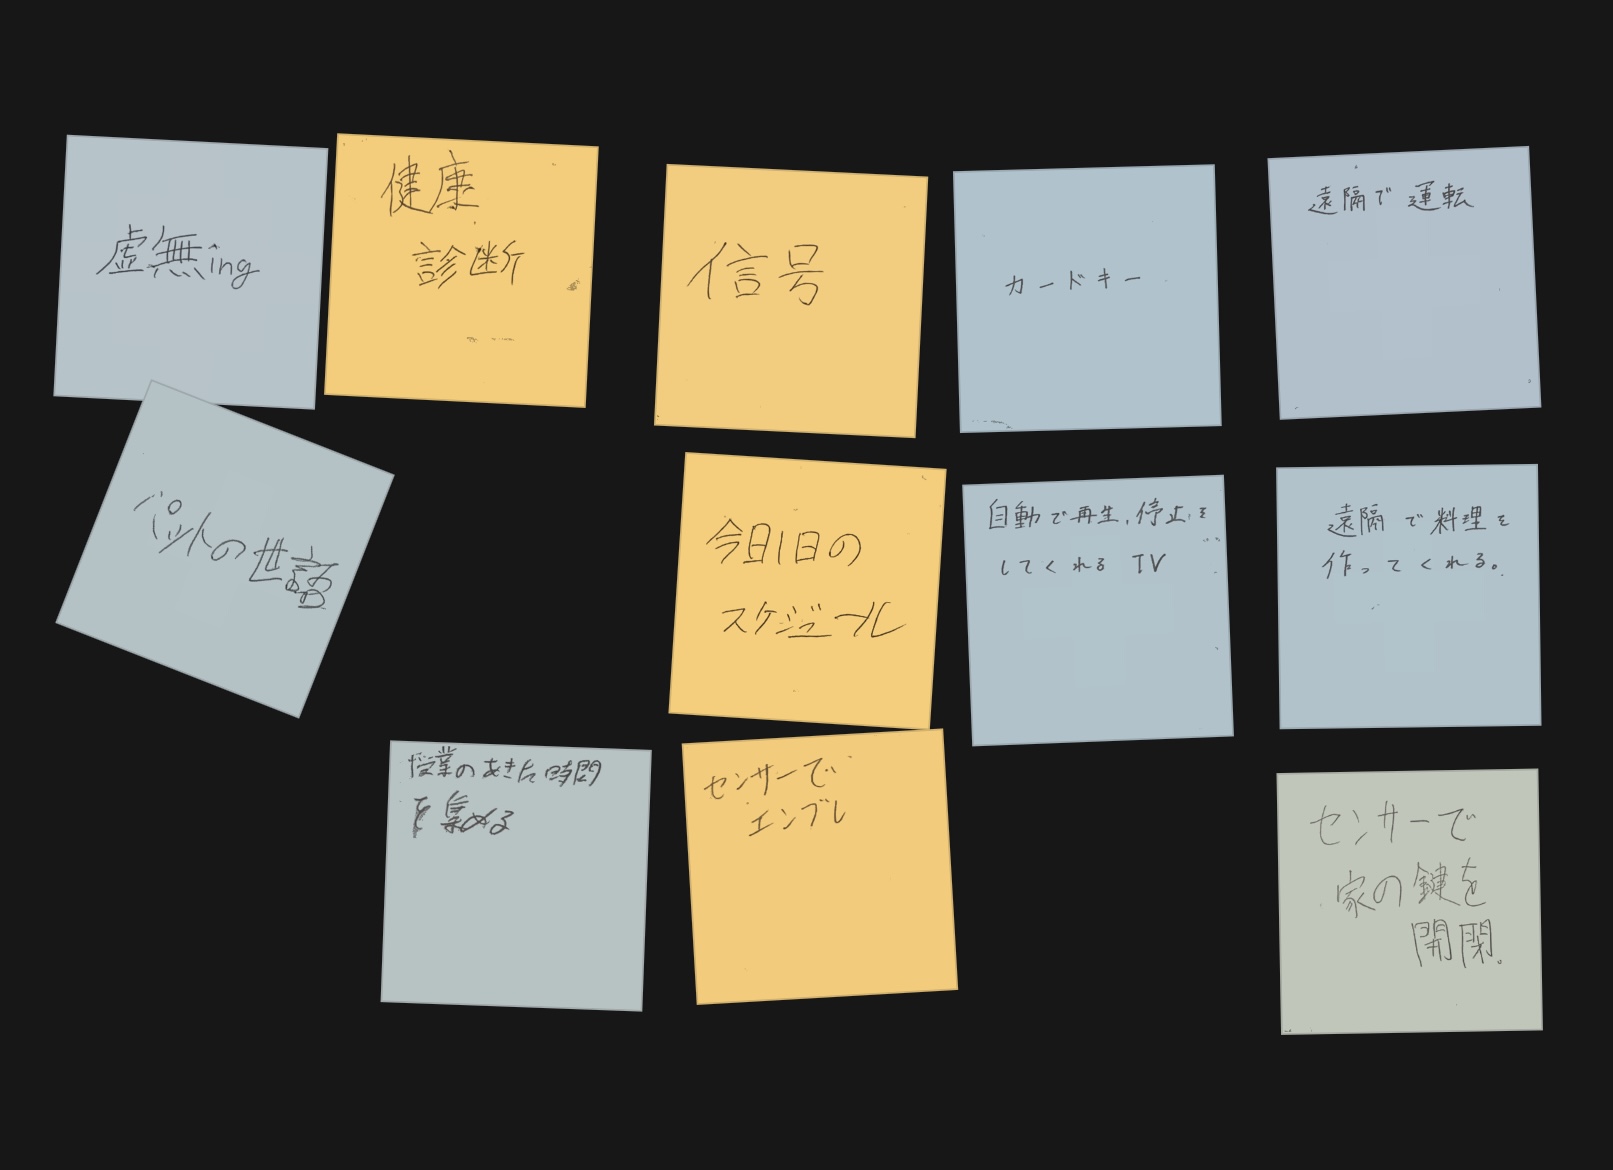 虚無ing
健康
診断
信号
カードキー
遠隔で運転
ペットの世話
今日1日の
スケジュール
自動で再生、停止を
してくれる TV
遠隔で料理を
作ってくれる。
授業のあきた時間
を集める
センサーで
エンブレ
センサーで
家の鍵を
開閉。